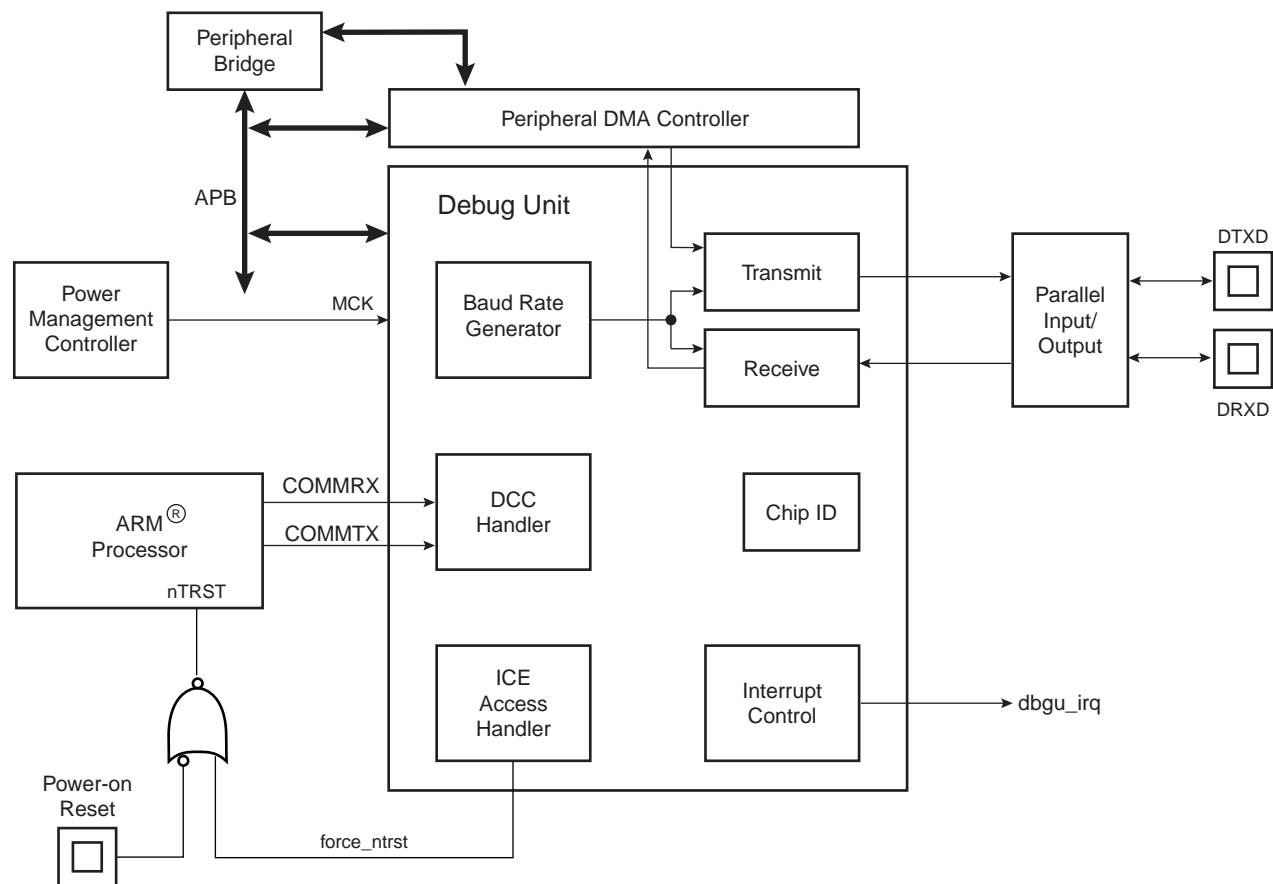 Peripheral
Bridge
Peripheral DMA Controller
APB
Debug Unit
DTXD
Power
Management
Controller
MCK
Baud Rate
Generator
Transmit
Receive
Parallel
Input/
Output
DRXD
ARM®
Processor
nTRST
COMMRX
COMMTX
DCC
Handler
Chip ID
ICE
Access
Handler
Interrupt
Control
dbgu_irq
Power-on
Reset
force_ntrst